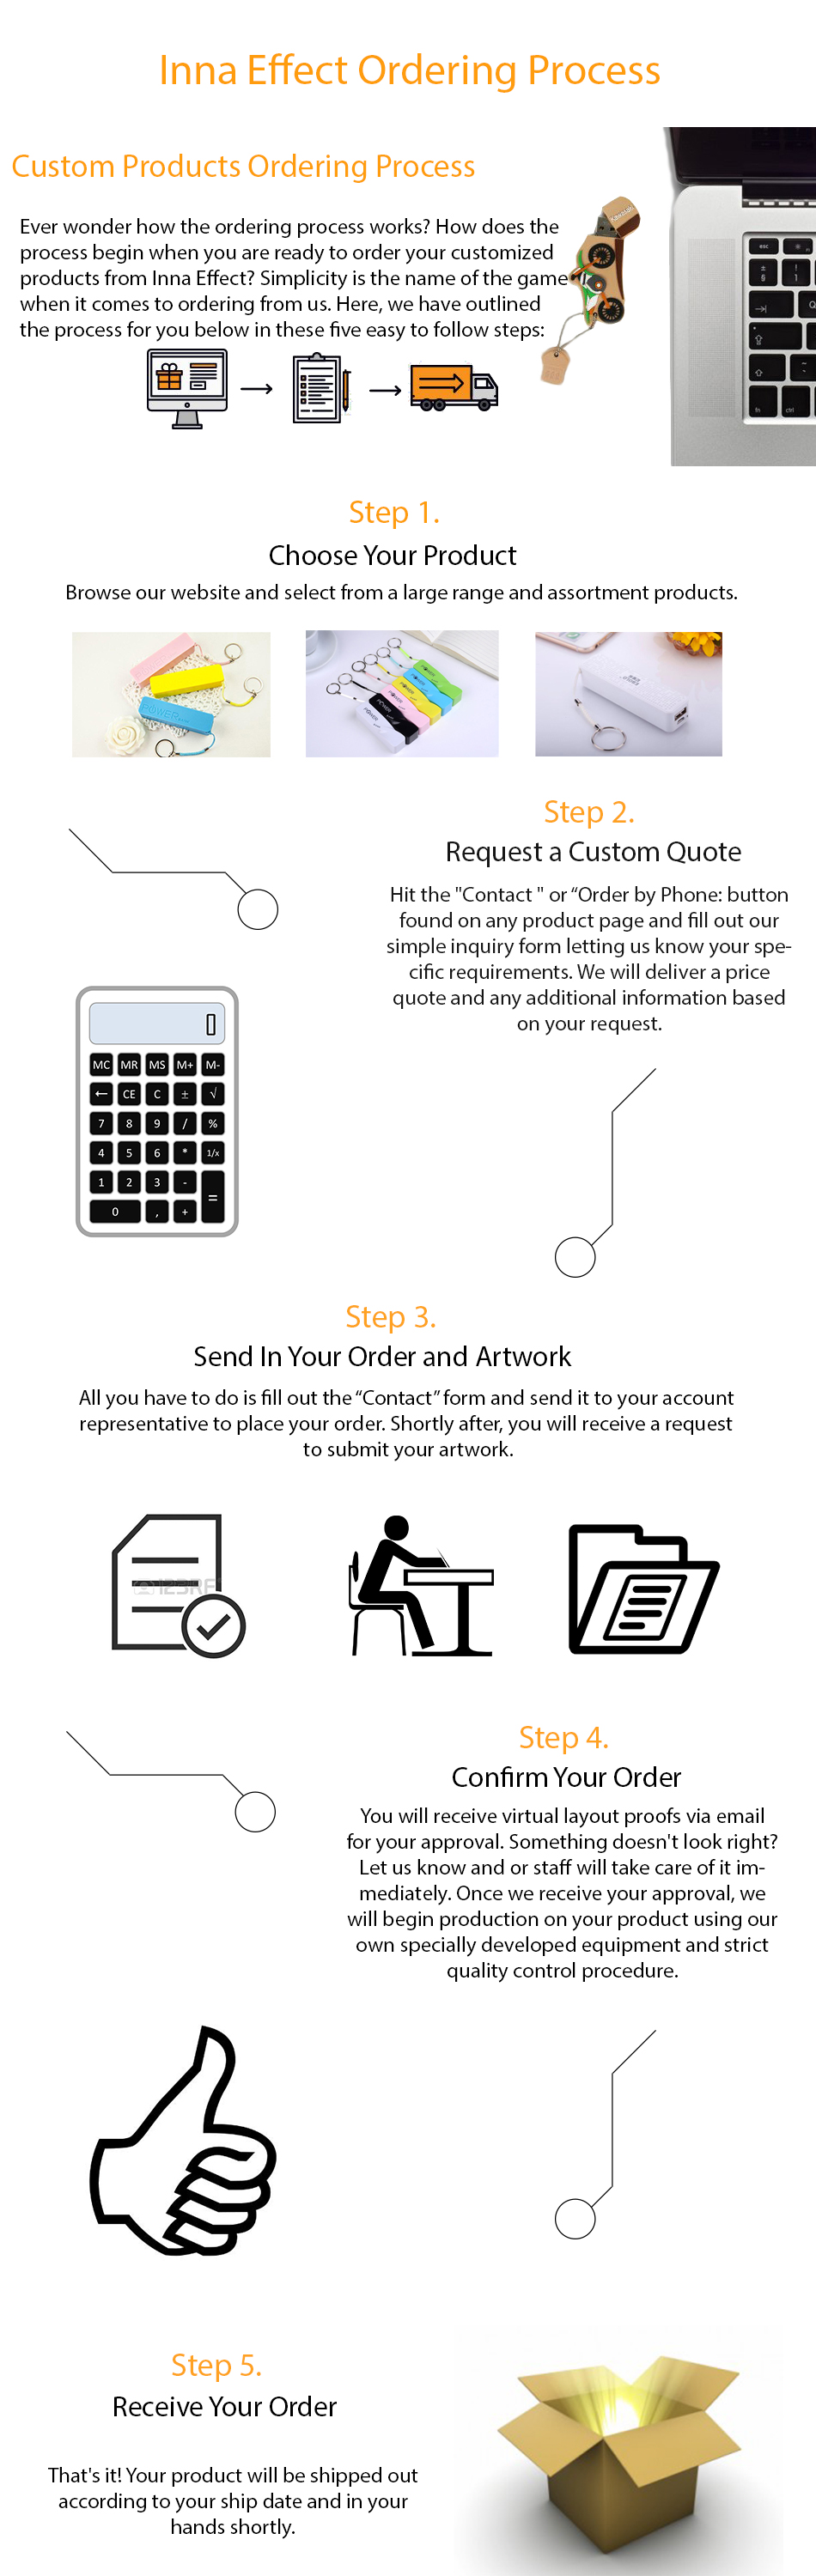 Inna Effect Ordering Process
Custom Products Ordering Process
Ever wonder how the ordering process works? How does the
process begin when you are ready to order your customized
products from Inna Effect? Simplicity is the name of the game
when it comes to ordering from us. Here, we have outlined
the process for you below in these five easy to follow steps:
Kawasaki
esc
fn
ctrl
Step 1.
Choose Your Product
Browse our website and select from a large range and assortment products.
POWER
POWER
Step 2.
Request a Custom Quote
Hit the "Contact " or “Order by Phone: button
found on any product page and fill out our
simple inquiry form letting us know your spe-
cific requirements. We will deliver a price
quote and any additional information based
on your request.
0
MC MR MS M+ M-
← CE C ± √
7 8 9 / %
4 5 6 * 1/x
1 2 3 - =
0 , +
Step 3.
Send In Your Order and Artwork
All you have to do is fill out the “Contact” form and send it to your account
representative to place your order. Shortly after, you will receive a request
to submit your artwork.
123RF
Step 4.
Confirm Your Order
You will receive virtual layout proofs via email
for your approval. Something doesn't look right?
Let us know and or staff will take care of it im-
mediately. Once we receive your approval, we
will begin production on your product using our
own specially developed equipment and strict
quality control procedure.
Step 5.
Receive Your Order
That's it! Your product will be shipped out
according to your ship date and in your
hands shortly.